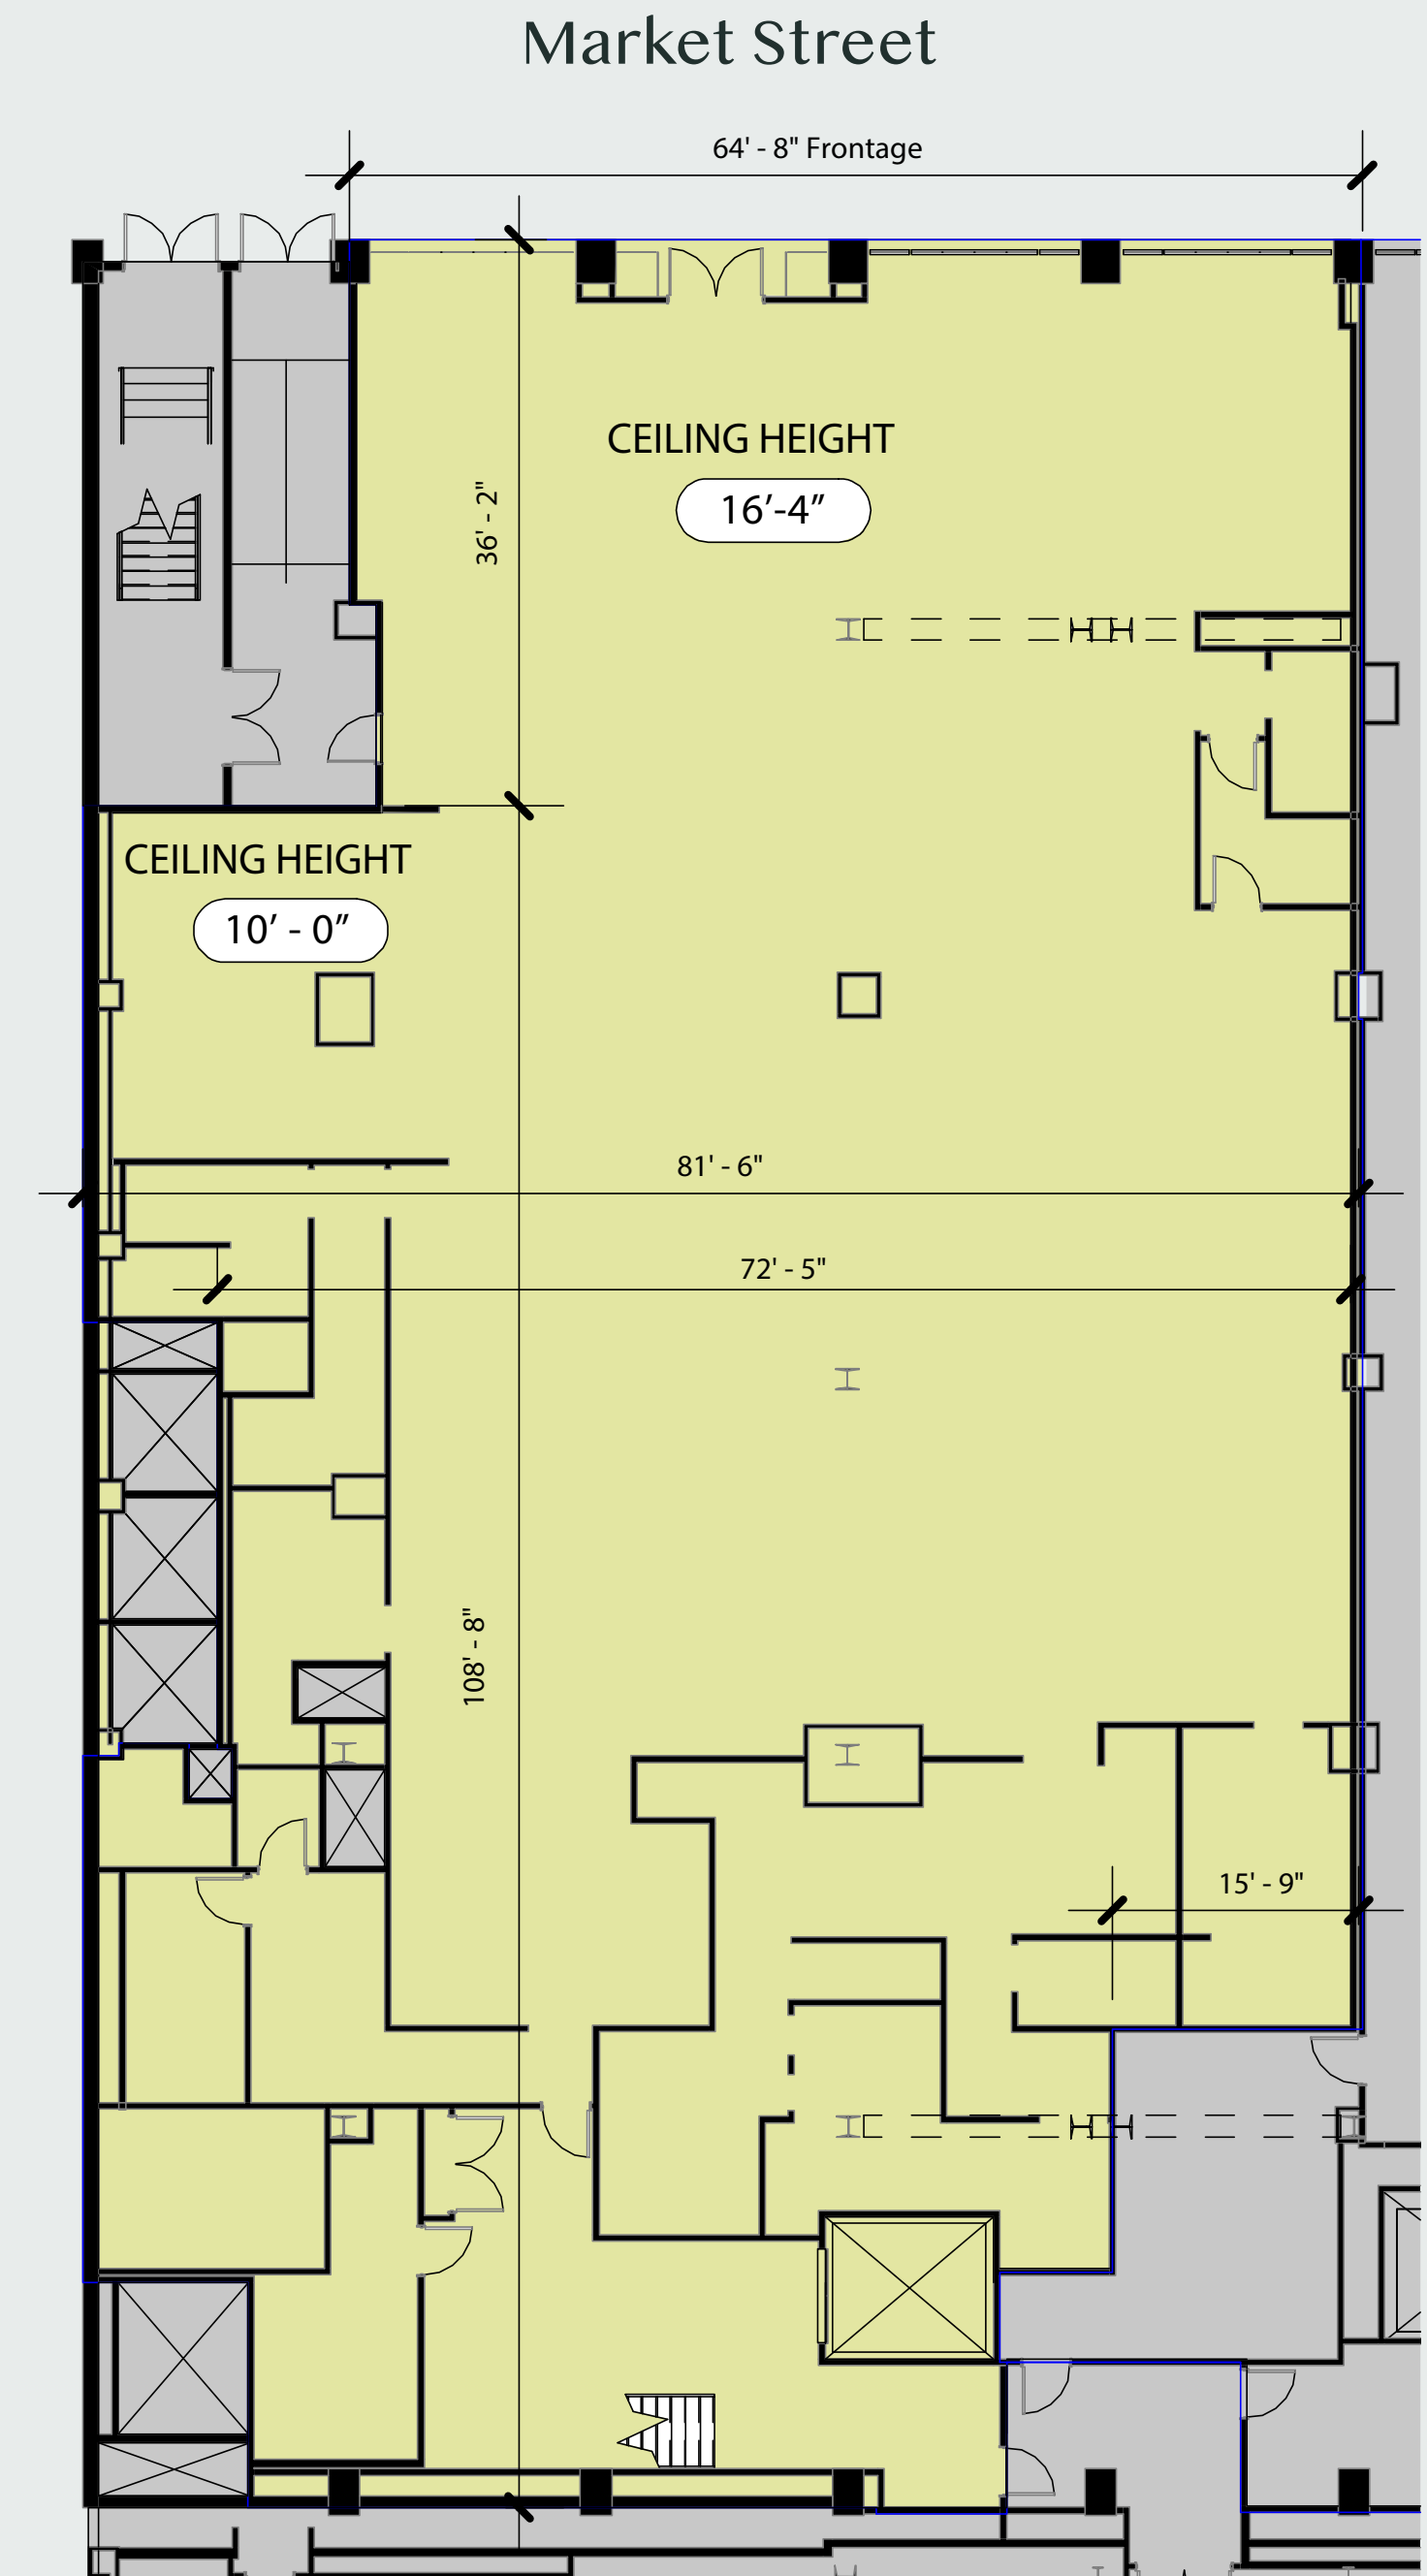 Market Street
64' - 8" Frontage
CEILING HEIGHT
16’-4”
36' - 2"
CEILING HEIGHT
10’ - 0”
81' - 6"
72' - 5"
108' - 8"
15' - 9"